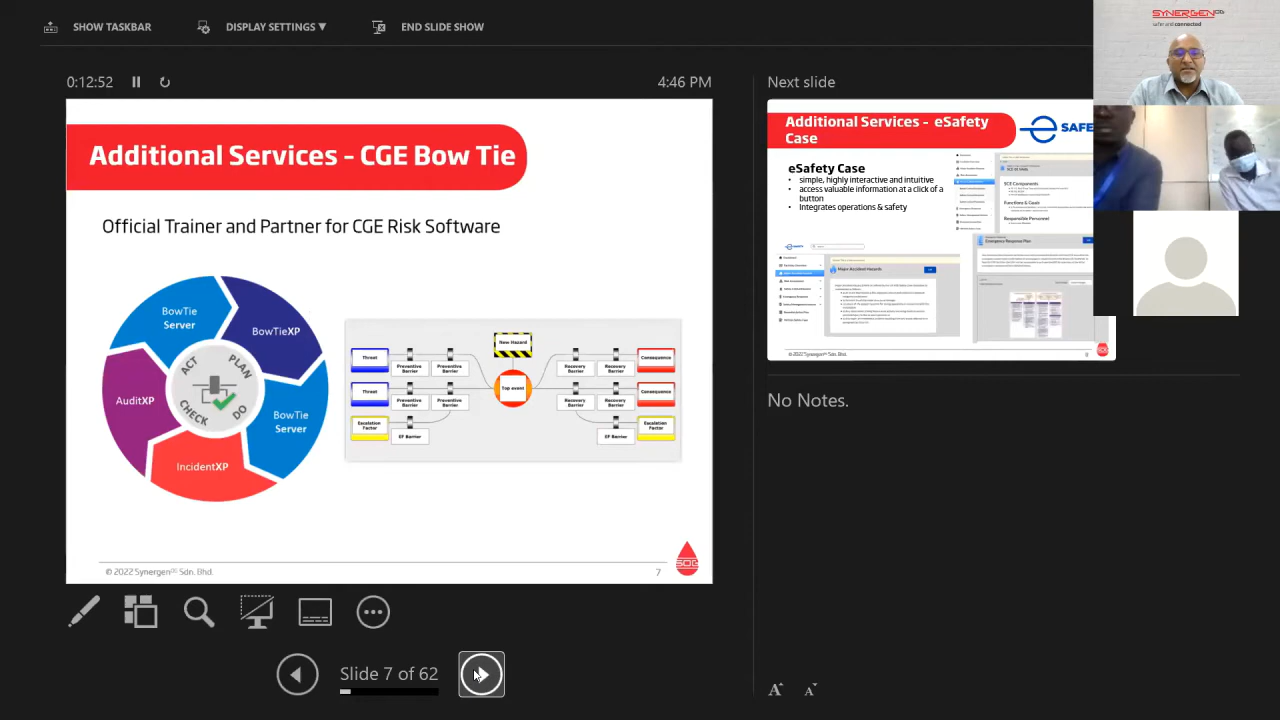 SHOW TASKBAR
DISPLAY SETTINGS ▼
END SLIDE SHOW
SYNERGENOG
safer and connected
0:12:52
4:46 PM
Additional Services - CGE Bow Tie
Official Trainer and Partner for CGE Risk Software
BowTie
Server
BowTieXP
AuditXP
BowTie
Server
IncidentXP
ACT
PLAN
CHECK
DO
New Hazard
Threat
Preventive
Barrier
Preventive
Barrier
Top event
Recovery
Barrier
Recovery
Barrier
Consequence
Threat
Preventive
Barrier
Preventive
Barrier
Recovery
Barrier
Recovery
Barrier
Consequence
Escalation
Factor
EF Barrier
EF Barrier
Escalation
Factor
© 2022 Synergenᴼᴳ Sdn. Bhd.
7
SOG
Next slide
Additional Services - eSafety
Case
SAFE
eSafety Case
• simple, highly interactive and intuitive
• access valuable information at a click of a
button
• Integrates operations & safety
SCE Components
Functions & Goals
Responsible Personnel
Emergency Response Plan
Major Accident Hazards
© 2022 Synergenᴼᴳ Sdn. Bhd.
No Notes.
Slide 7 of 62
A A